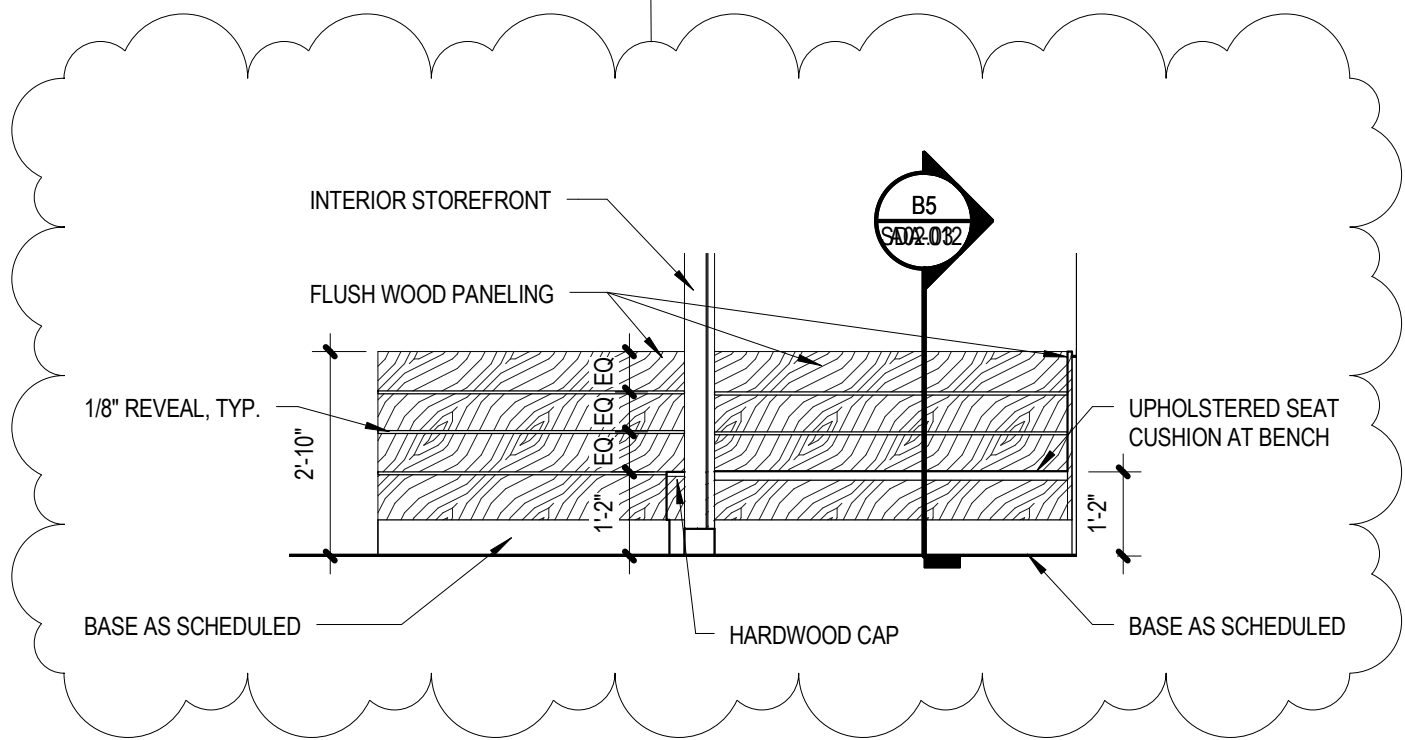 INTERIOR STOREFRONT
B5
FLUSH WOOD PANELING
EQ
1/8" REVEAL, TYP.
EQ
UPHOLSTERED SEAT
CUSHION AT BENCH
2'-10"
EQ
1'-2"
1'-2"
BASE AS SCHEDULED
HARDWOOD CAP
BASE AS SCHEDULED